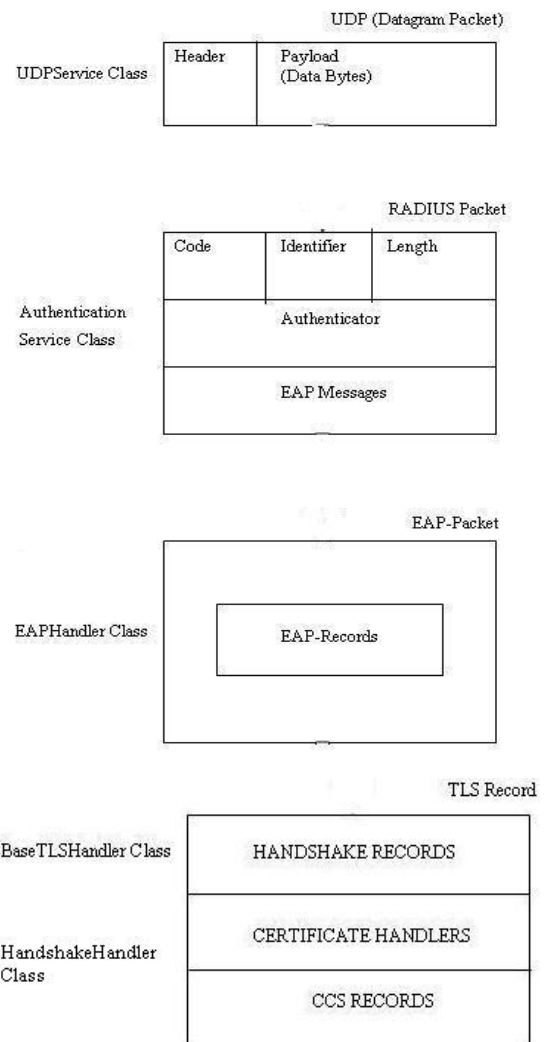 UDP (Datagram Packet)
UDPService Class
Header
Payload
(Data Bytes)
RADIUS Packet
Code
Identifier
Length
Authentication
Service Class
Authenticator
EAP Messages
EAP-Packet
EAPHandler Class
EAP-Records
TLS Record
BaseTLSHandler Class
HANDSHAKE RECORDS
HandshakeHandler
Class
CERTIFICATE HANDLERS
CCS RECORDS